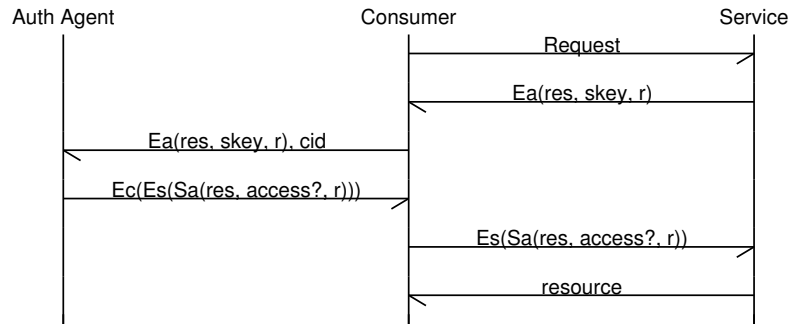 Auth Agent
Consumer
Service
Request
Ea(res, skey, r)
Ea(res, skey, r), cid
Ec(Es(Sa(res, access?, r)))
Es(Sa(res, access?, r))
resource